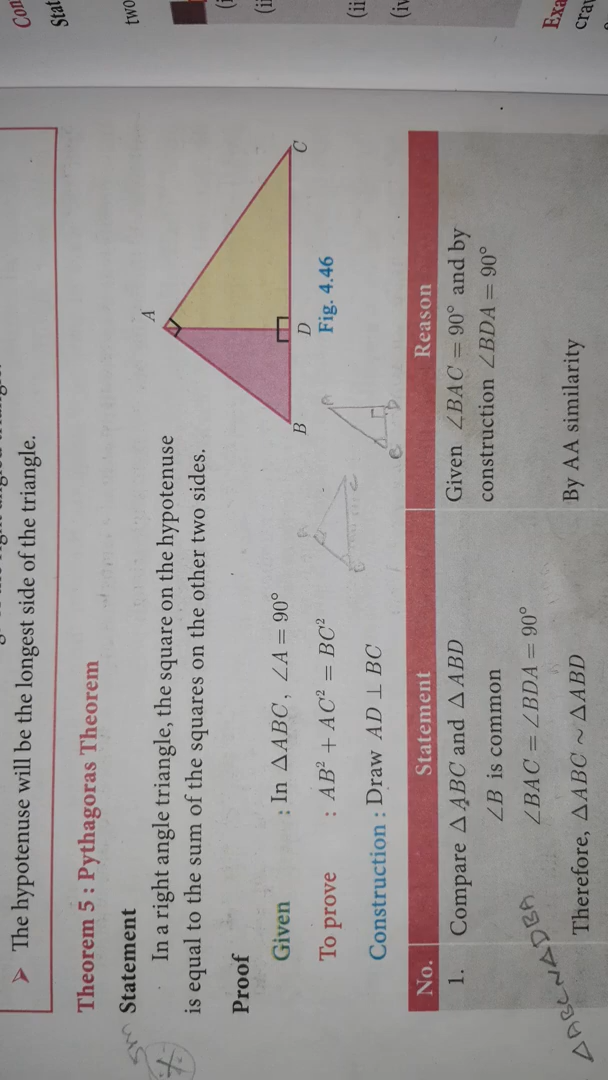 ➤ The hypotenuse will be the longest side of the triangle.
Theorem 5 : Pythagoras Theorem
5m
Statement
In a right angle triangle, the square on the hypotenuse
is equal to the sum of the squares on the other two sides.
Proof
Given : In △ABC, ∠A = 90°
To prove : AB² + AC² = BC²
Construction : Draw AD ⊥ BC
A
B
D
C
Fig. 4.46
No. Statement Reason
1. Compare △ABC and △ABD Given ∠BAC = 90° and by
∠B is common construction ∠BDA = 90°
∠BAC = ∠BDA = 90°
Therefore, △ABC ~ △ABD By AA similarity
Stat
two
(iv